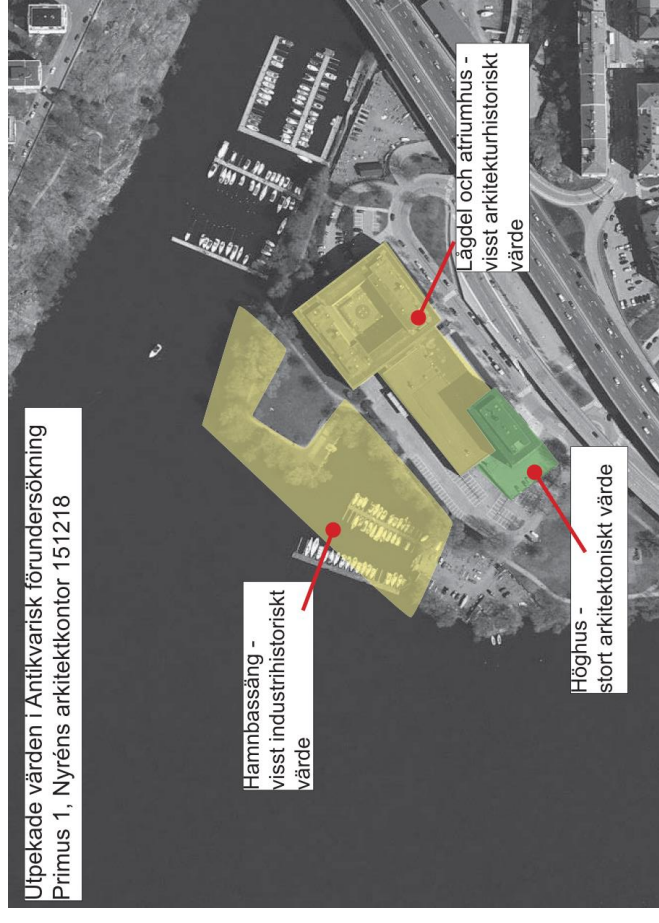 Utpekade värden i Antikvarisk förundersökning
Primus 1, Nyréns arkitektkontor 151218
Hamnbassäng -
visst industrihistoriskt
värde
Lågdel och atriumhus -
visst arkitekturhistoriskt
värde
Höghus -
stort arkitektoniskt värde